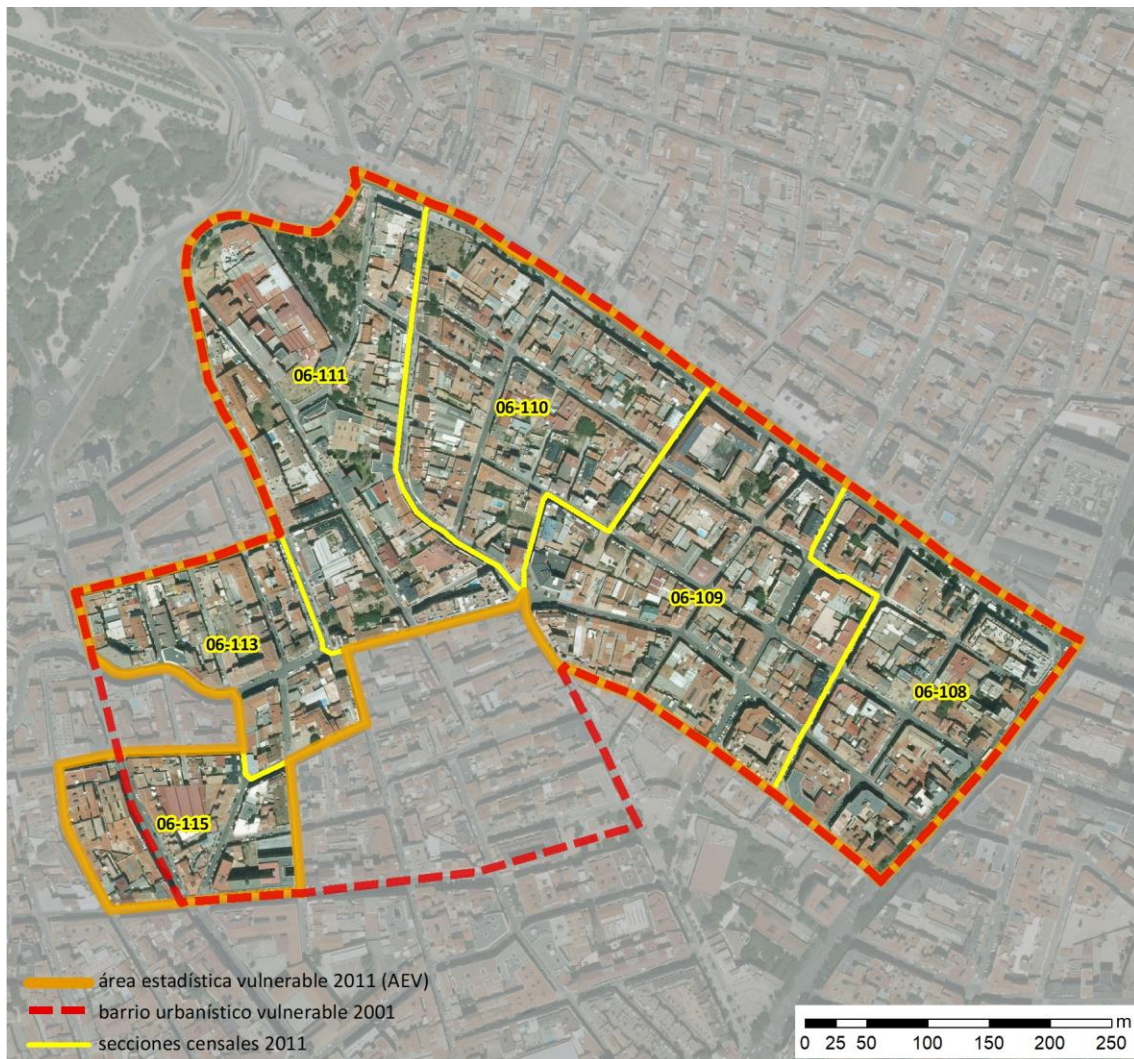 06-111
06-110
06-109
06-113
06-108
06-115
área estadística vulnerable 2011 (AEV)
barrio urbanístico vulnerable 2001
secciones censales 2011
m
0 25 50 100 150 200 250